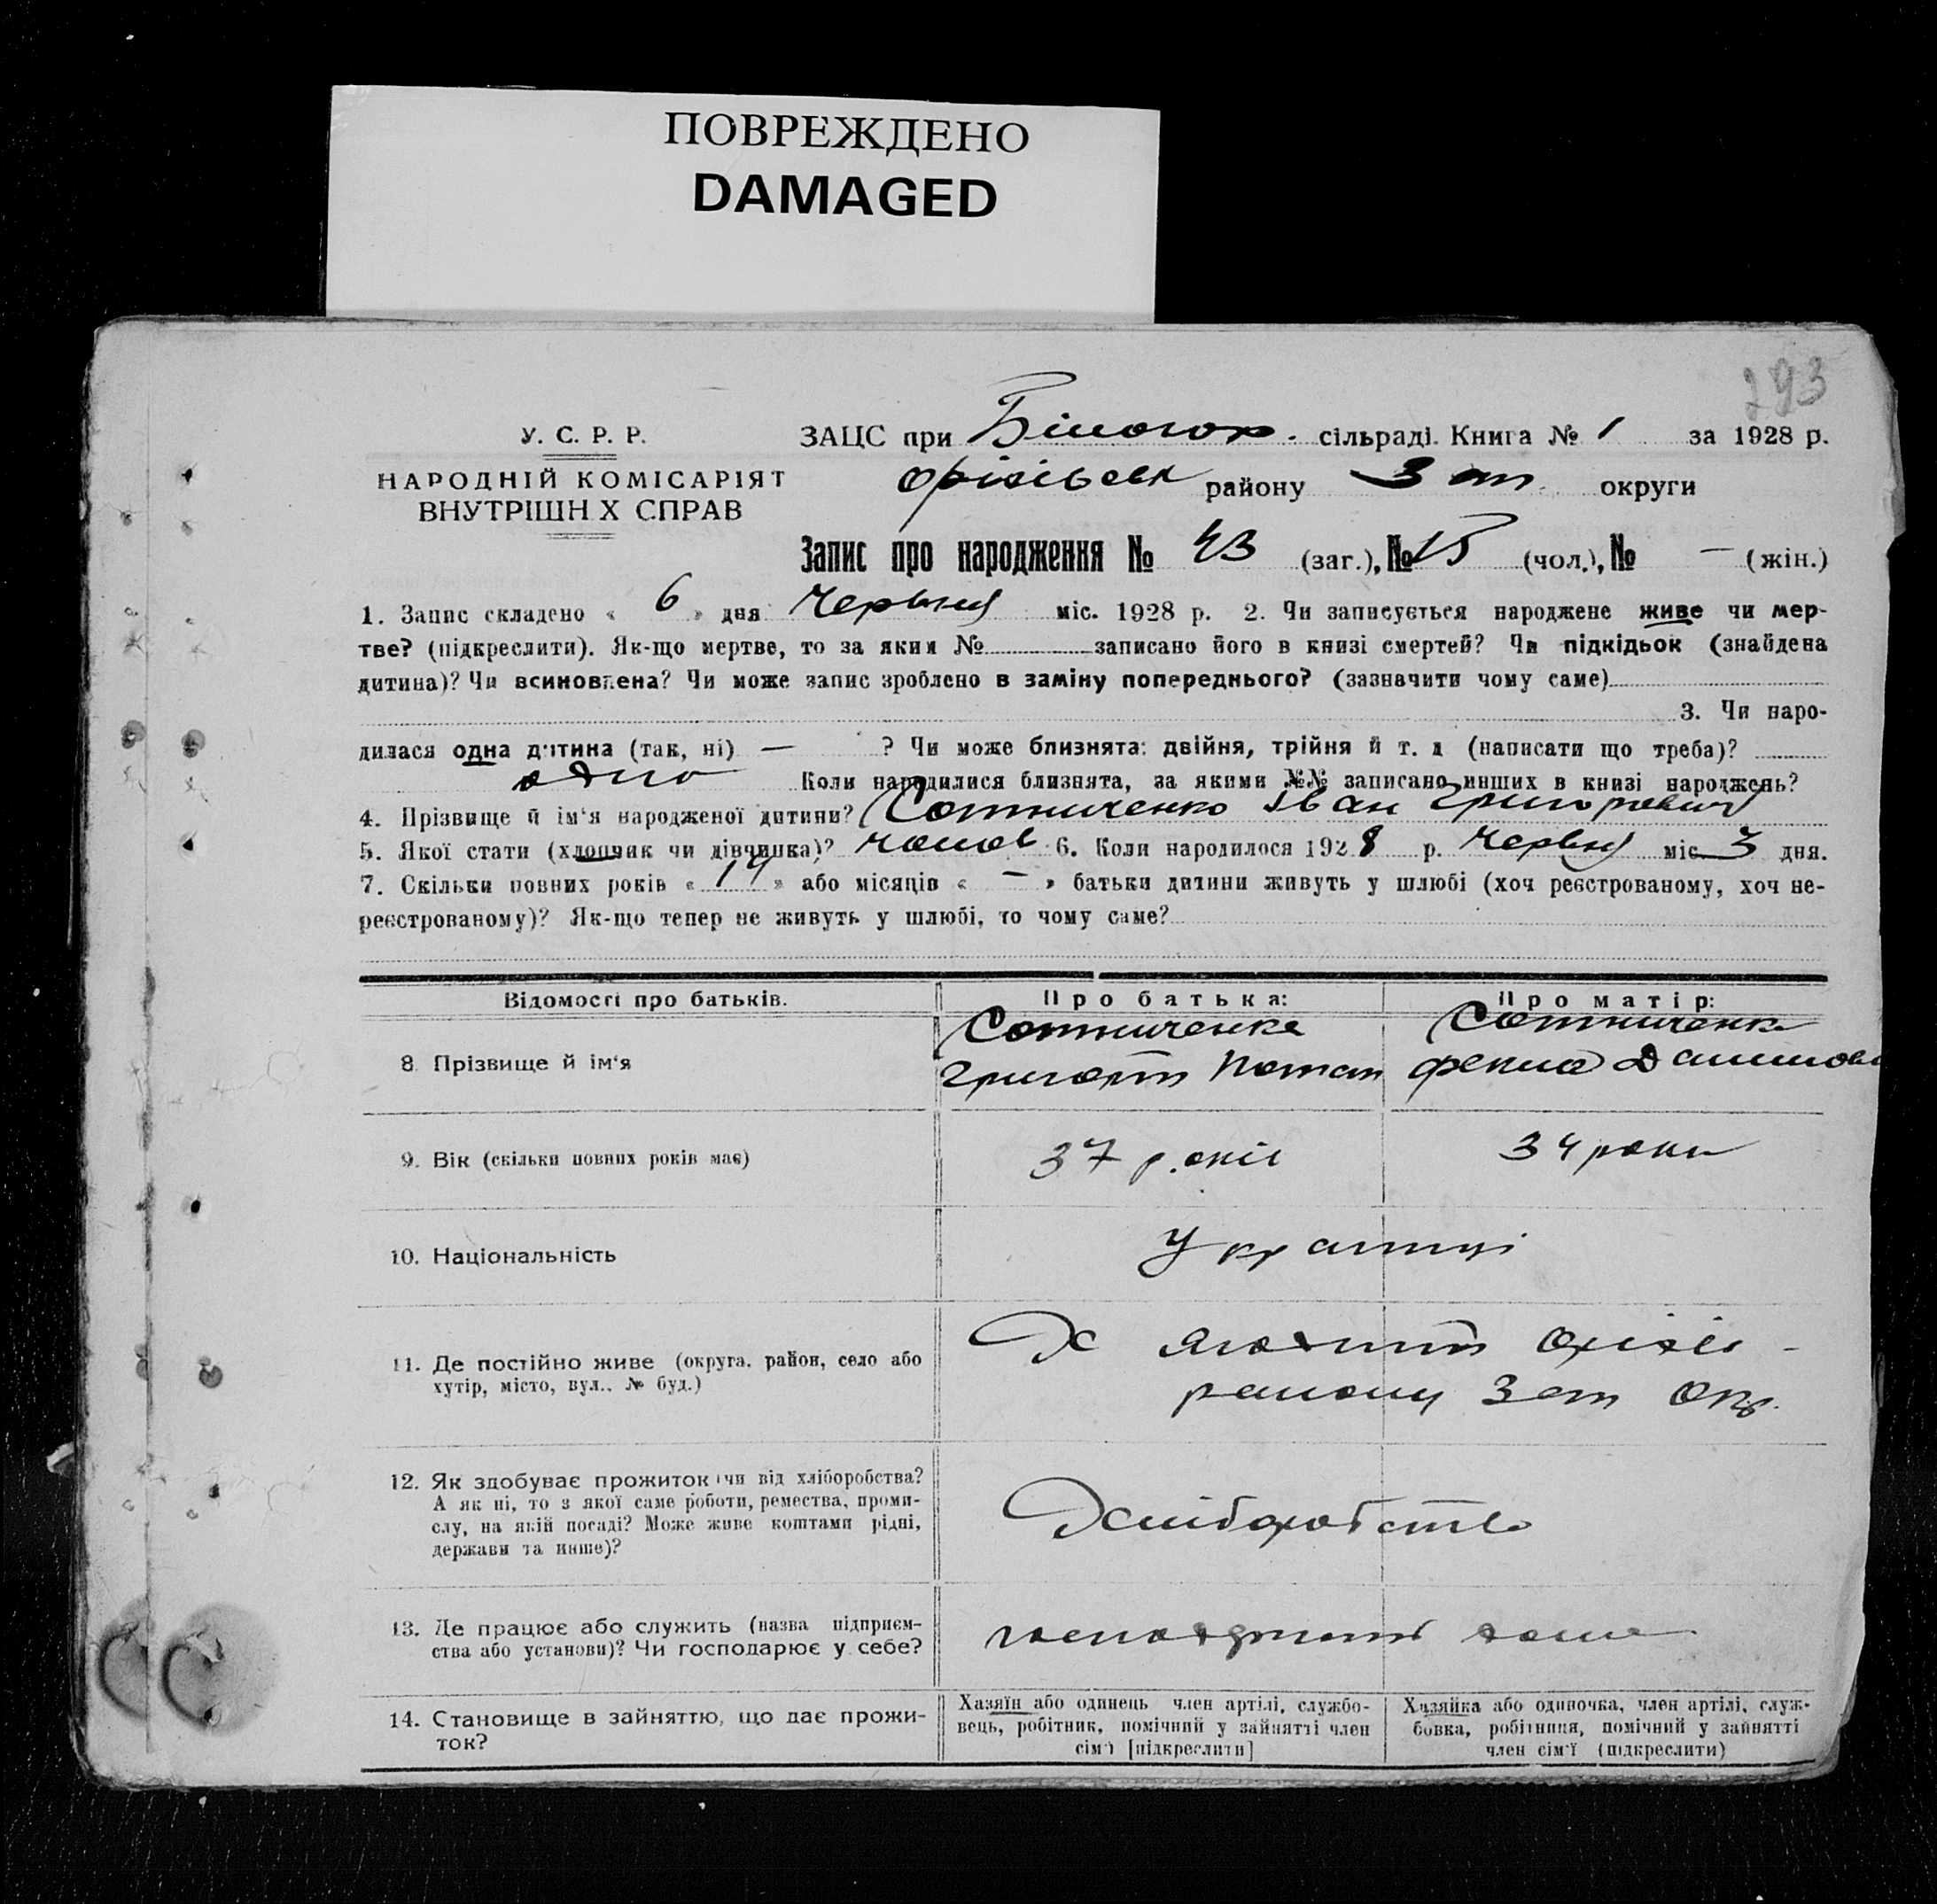 ПОВРЕЖДЕНО
DAMAGED
293
У. С. Р. Р.
НАРОДНІЙ КОМІСАРІЯТ
ВНУТРІШН Х СПРАВ
ЗАЦС при Білогор. сільраді. Книга № 1 за 1928 р.
Оріхівськ району Зап. округи
Запис про народження № 43 (заг.), № 15 (чол.), № — (жін.)
1. Запис складено « 6 » дня Червня міс. 1928 р. 2. Чи записується народжене живе чи мер-
тве? (підкреслити). Як-що мертве, то за яким № записано його в книзі смертей? Чи підкідьок (знайдена
дитина)? Чи всиновлена? Чи може запис зроблено в заміну попереднього? (зазначити чому саме)
3. Чи наро-
дилася одна дитина (так, ні) — ? Чи може близнята: двійня, трійня й т. д (написати що треба)?
одно Коли народилися близнята, за якими №№ записано инших в книзі народжень?
4. Прізвище й ім'я народженої дитини? Сотниченко Іван Григорович
5. Якої стати (хлопчик чи дівчинка)? чолов 6. Коли народилося 1928 р. Червня міс 3 дня.
7. Скільки повних років « 14 » або місяців « — » батьки дитини живуть у шлюбі (хоч реєстрованому, хоч не-
реєстрованому)? Як-що тепер не живуть у шлюбі, то чому саме?
Відомості про батьків.
Про батька:
Про матір:
8 Прізвище й ім'я
Сотниченко
Григорій Потап
Сотниченко
Данилов
9. Вік (скільки повних років має)
37 років
34 роки
10. Національність
Українці
11. Де постійно живе (округа, район, село або
хутір, місто, вул.. № буд.)
Х Оріхів-
району Зап Окр.
12. Як здобуває прожиток чи від хліборобства?
А як ні, то з якої саме роботи, ремества, проми-
слу, на якій посаді? Може живе коштами рідні,
держави та инше)?
Хліборобство
13. Де працює або служить (назва підприєм-
ства або установи)? Чи господарює у себе?
14. Становище в зайняттю, що дає прожи-
ток?
Хазяїн або одинець член артілі, службо-
вець, робітник, помічний у зайнятті член
сім'ї [підкреслити]
Хазяйка або одиночка, член артілі, служ-
бовка, робітниця, помічний у зайнятті
член сім'ї (підкреслити)